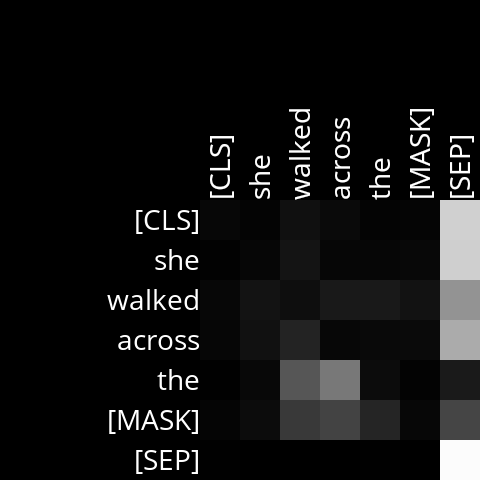 [CLS]
she
walked
across
the
[MASK]
[SEP]
[CLS]
she
walked
across
the
[MASK]
[SEP]